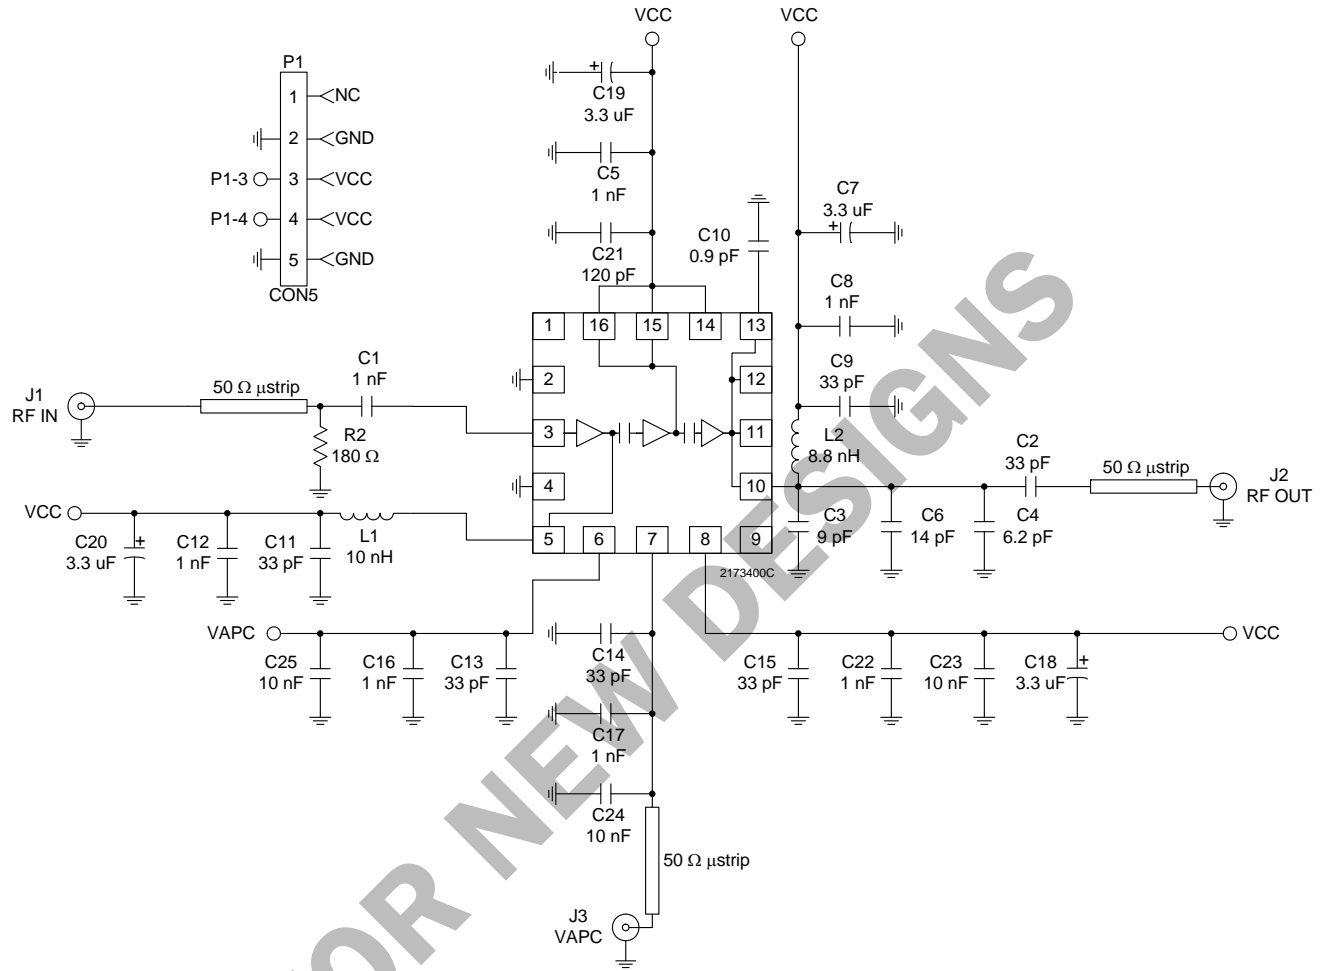 VCC
VCC
P1
1
NC
2
GND
P1-3
3
VCC
P1-4
4
VCC
5
GND
CON5
+
C19
3.3 uF
C5
1 nF
C21
120 pF
C10
0.9 pF
C7
3.3 uF
+
C8
1 nF
C9
33 pF
L2
8.8 nH
1
16
15
14
13
2
12
3
11
4
10
5
6
7
8
9
2173400C
J1
RF IN
50 Ω μstrip
C1
1 nF
R2
180 Ω
VCC
C20
3.3 uF
+
C12
1 nF
C11
33 pF
L1
10 nH
C3
9 pF
C6
14 pF
C4
6.2 pF
C2
33 pF
50 Ω μstrip
J2
RF OUT
VAPC
C25
10 nF
C16
1 nF
C13
33 pF
C14
33 pF
C17
1 nF
C24
10 nF
50 Ω μstrip
J3
VAPC
C15
33 pF
C22
1 nF
C23
10 nF
C18
3.3 uF
+
VCC
OR NEW DESIGNS